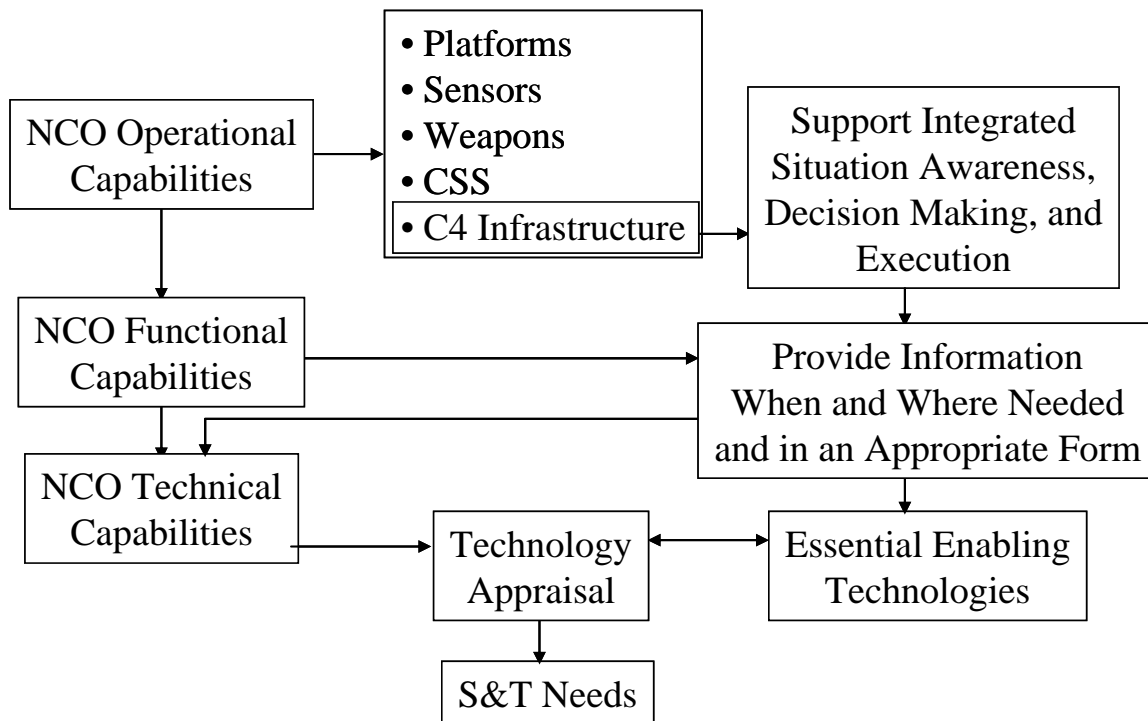 • Platforms
• Sensors
• Weapons
• CSS
• C4 Infrastructure
NCO Operational
Capabilities
Support Integrated
Situation Awareness,
Decision Making, and
Execution
NCO Functional
Capabilities
Provide Information
When and Where Needed
and in an Appropriate Form
NCO Technical
Capabilities
Technology
Appraisal
Essential Enabling
Technologies
S&T Needs